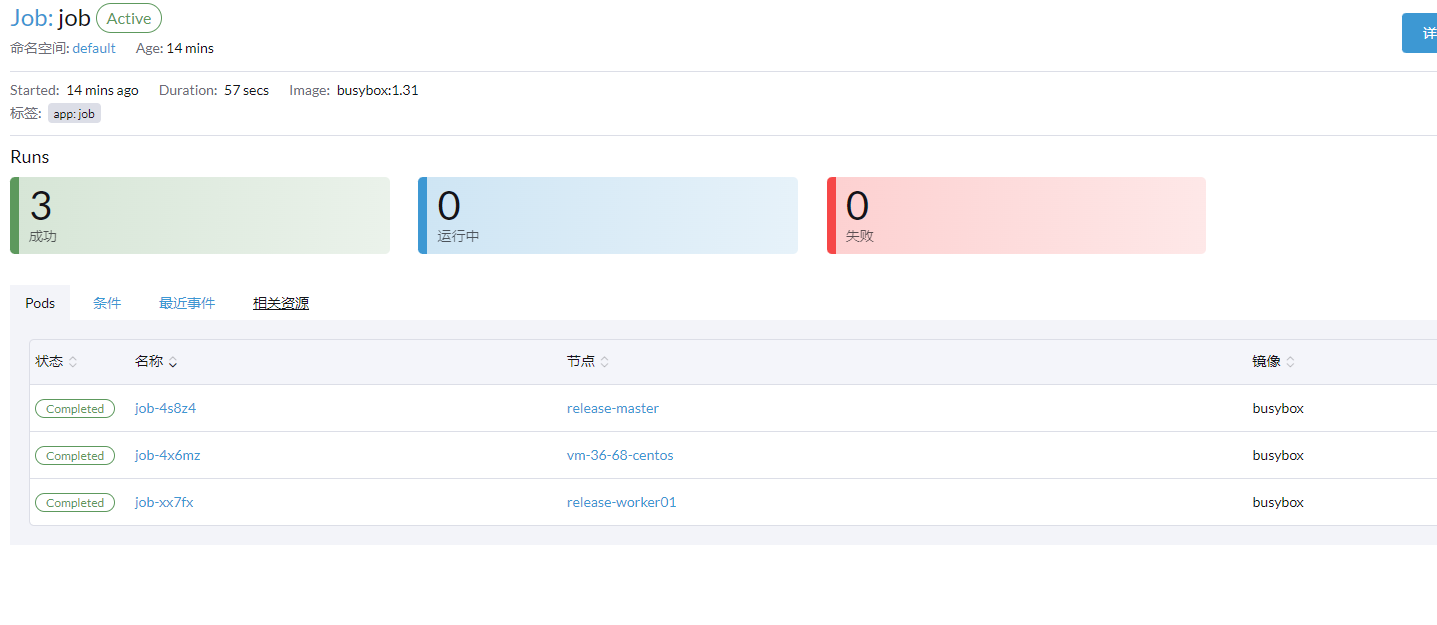 Job: job Active
命名空间: default Age: 14 mins
详
Started: 14 mins ago Duration: 57 secs Image: busybox:1.31
标签: app: job
Runs
3
成功
0
运行中
0
失败
Pods 条件 最近事件 相关资源
状态 名称 节点 镜像
Completed job-4s8z4 release-master busybox
Completed job-4x6mz vm-36-68-centos busybox
Completed job-xx7fx release-worker01 busybox